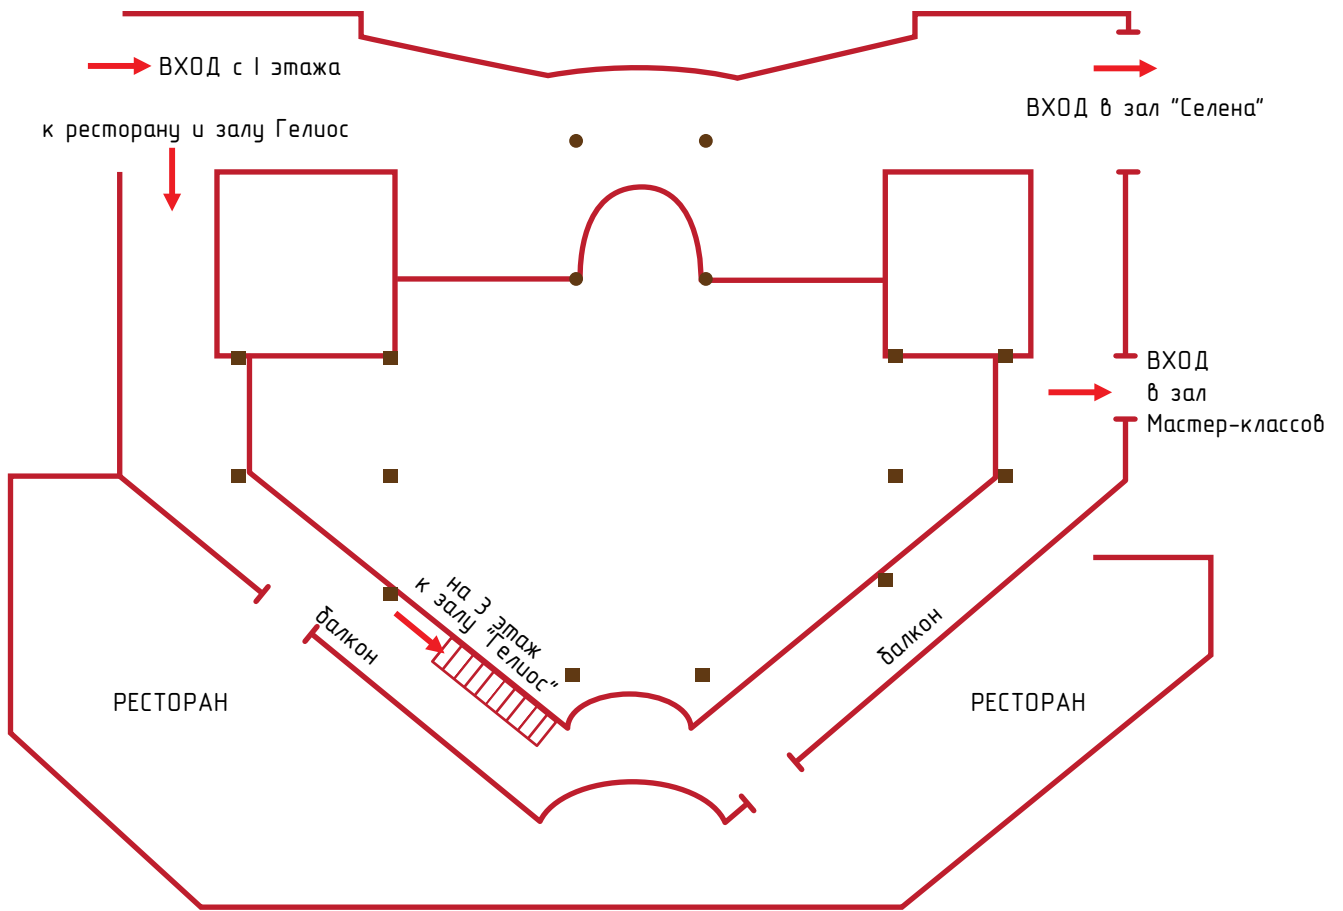 ВХОД с I этажа
ВХОД в зал "Селена"
к ресторану и залу Гелиос
ВХОД
в зал
Мастер-классов
на 3 этаж
к залу "Гелиос"
балкон
балкон
РЕСТОРАН
РЕСТОРАН